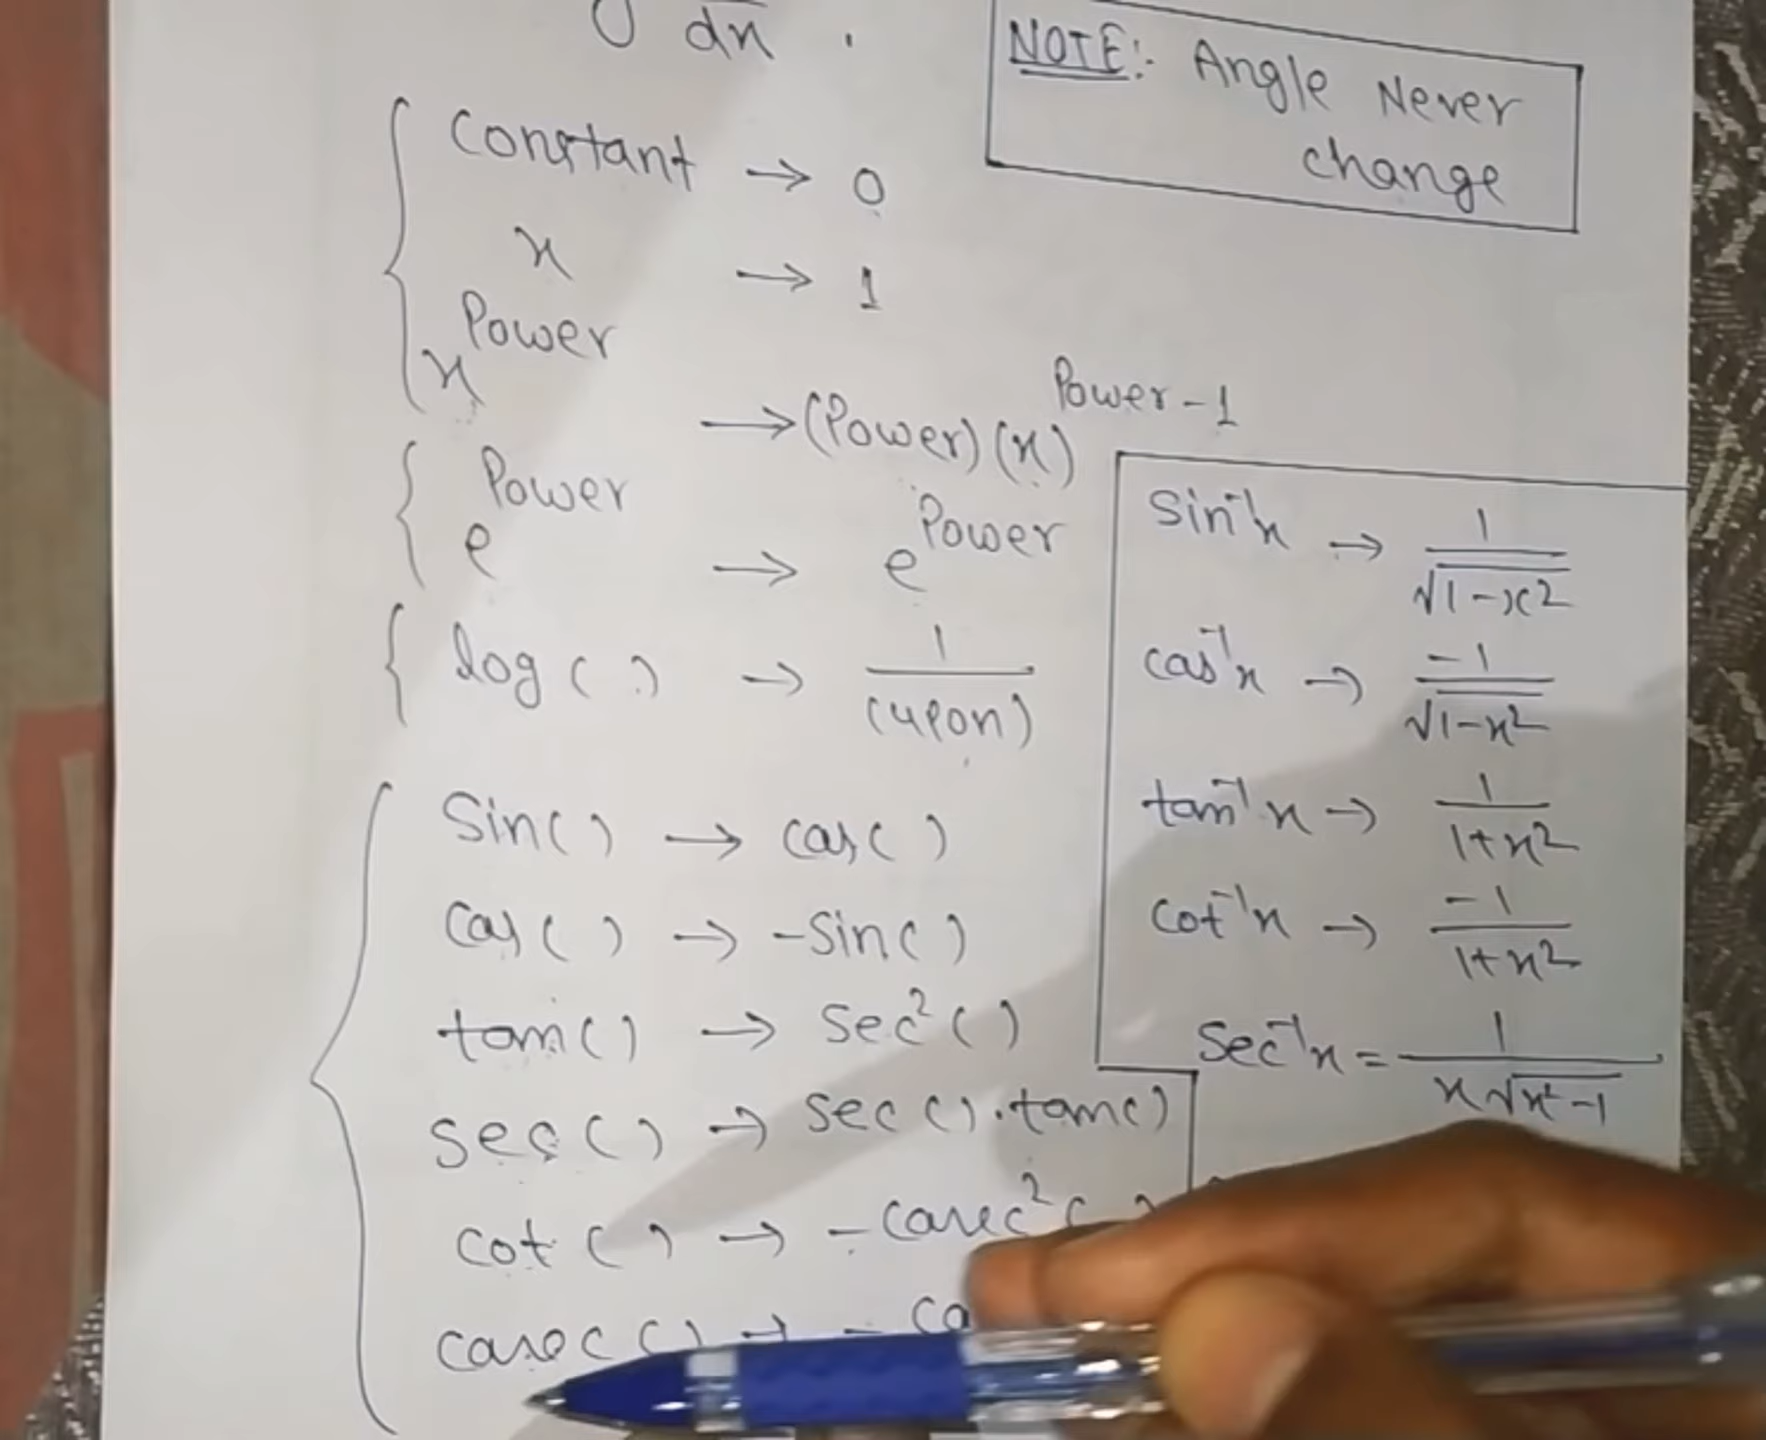 dx .
NOTE:- Angle Never
change
Constant → 0
x → 1
x^Power → (Power)(x)^Power-1
e^Power → e^Power
log( ) → 1/(upon)
Sin( ) → cos( )
Cos( ) → -Sin( )
tan( ) → Sec²( )
sec( ) → sec( ).tan( )
cot( ) → -cosec²( )
cosec( ) → -
Sin⁻¹x → 1/√1-x²
cos⁻¹x → -1/√1-x²
tan⁻¹x → 1/1+x²
cot⁻¹x → -1/1+x²
Sec⁻¹x = 1/x√x²-1